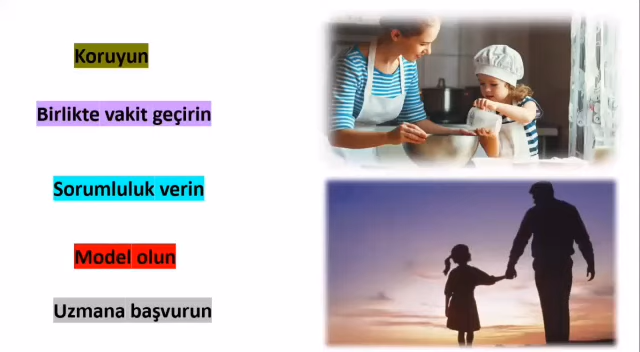 Koruyun
Birlikte vakit geçirin
Sorumluluk verin
Model olun
Uzmana başvurun